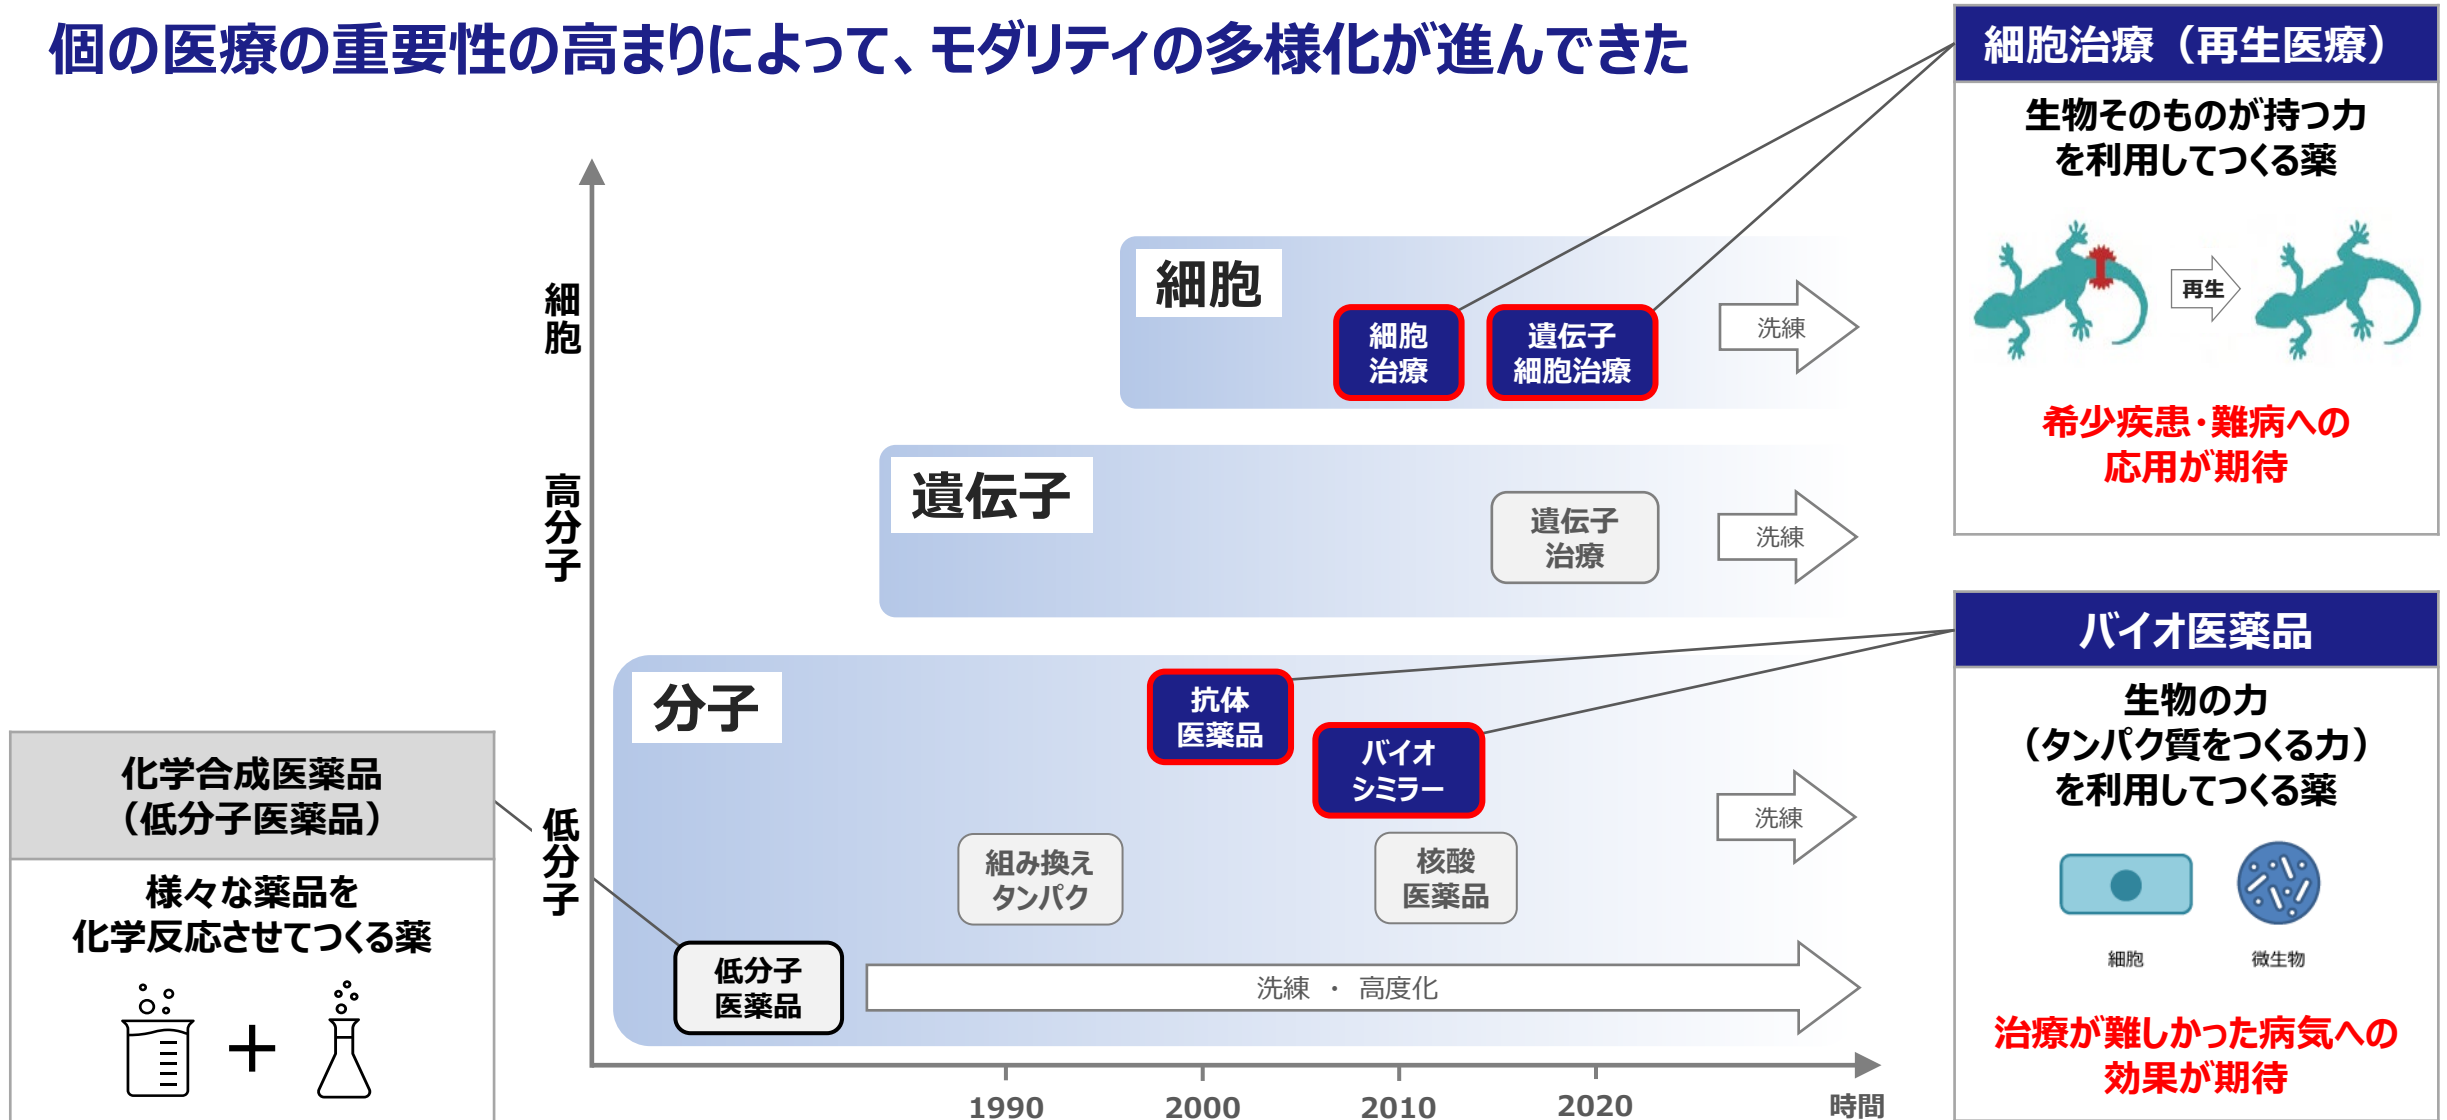 個の医療の重要性の高まりによって、モダリティの多様化が進んできた
細胞治療（再生医療）
生物そのものが持つ力
を利用してつくる薬
再生
希少疾患・難病への
応用が期待
細胞
細胞
細胞
治療
遺伝子
細胞治療
洗練
高分子
遺伝子
遺伝子
治療
洗練
バイオ医薬品
生物の力
（タンパク質をつくる力）
を利用してつくる薬
細胞
微生物
治療が難しかった病気への
効果が期待
分子
抗体
医薬品
バイオ
シミラー
洗練
低分子
組み換え
タンパク
核酸
医薬品
低分子
医薬品
洗練 ・ 高度化
化学合成医薬品
（低分子医薬品）
様々な薬品を
化学反応させてつくる薬
1990
2000
2010
2020
時間